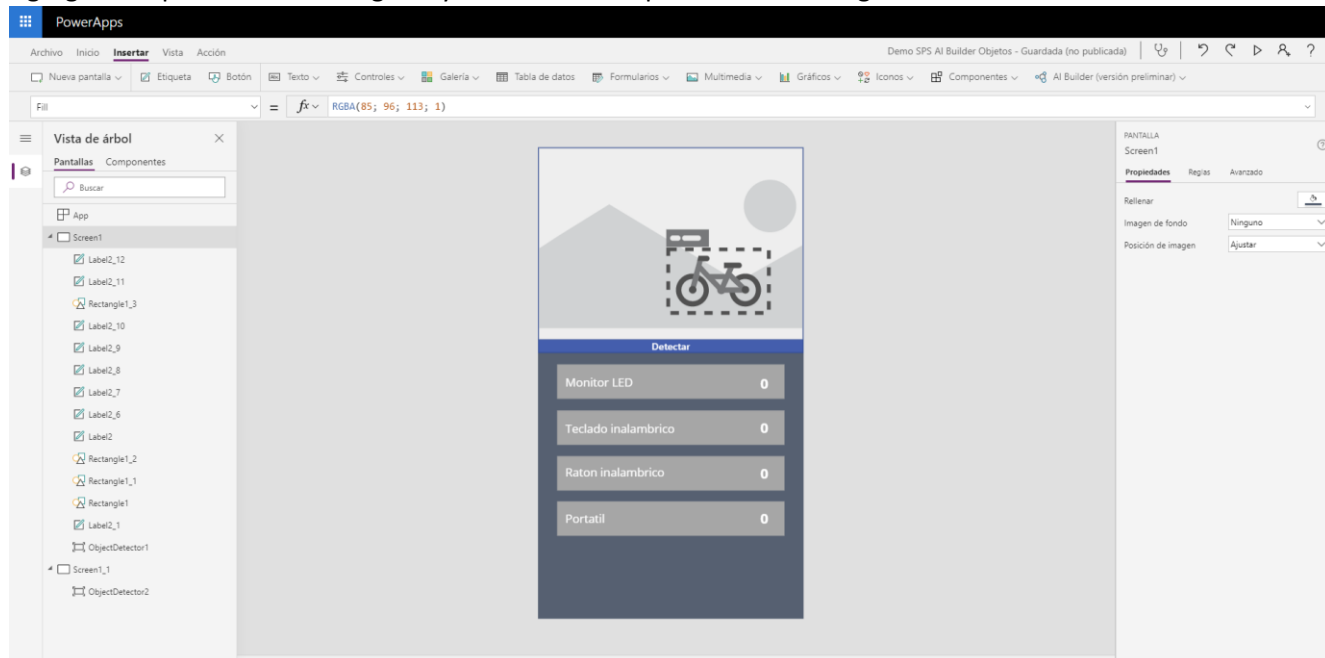 PowerApps
Archivo Inicio Insertar Vista Acción Demo SPS AI Builder Objetos - Guardada (no publicada)
Nueva pantalla Etiqueta Botón Texto Controles Galería Tabla de datos Formularios Multimedia Gráficos Iconos Componentes AI Builder (versión preliminar)
Fill = fx RGBA(85; 96; 113; 1)
Vista de árbol
Pantallas Componentes
Buscar
App
Screen1
Label2_12
Label2_11
Rectangle1_3
Label2_10
Label2_9
Label2_8
Label2_7
Label2_6
Label2
Rectangle1_2
Rectangle1_1
Rectangle1
Label2_1
ObjectDetector1
Screen1_1
ObjectDetector2
Detectar
Monitor LED 0
Teclado inalambrico 0
Raton inalambrico 0
Portatil 0
PANTALLA
Screen1
Propiedades Reglas Avanzado
Rellenar
Imagen de fondo Ninguno
Posición de imagen Ajustar